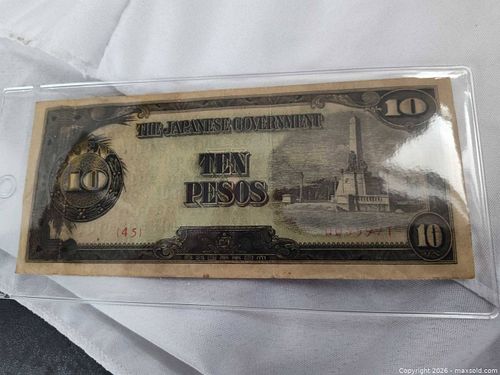 10
THE JAPANESE GOVERNMENT
TEN
PESOS
10
(45)
10
Copyright 2026 - maxsold.com